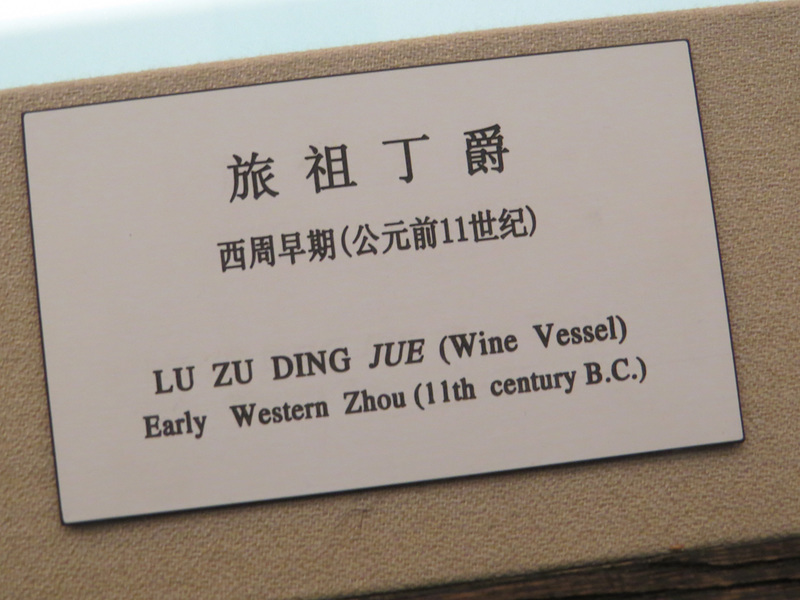 旅祖丁爵
西周早期(公元前11世纪)
LU ZU DING JUE (Wine Vessel)
Early Western Zhou (11th century B.C.)